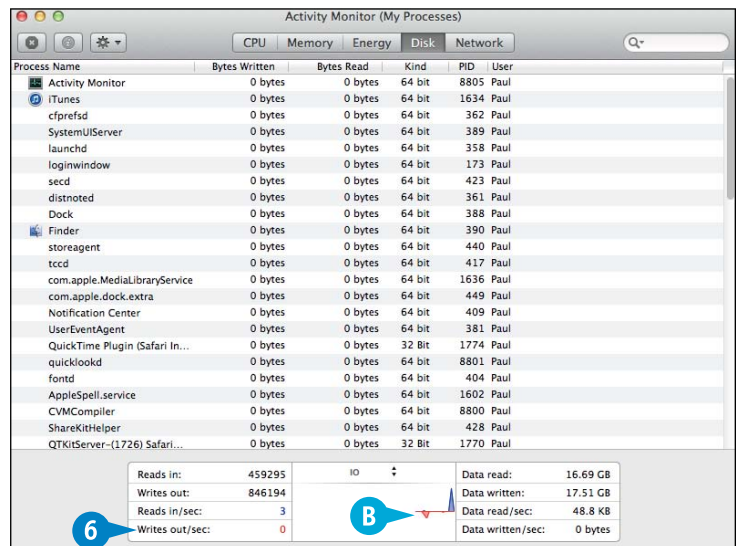 Activity Monitor (My Processes)
CPU Memory Energy Disk Network
Process Name Bytes Written Bytes Read Kind PID User
Activity Monitor 0 bytes 0 bytes 64 bit 8805 Paul
iTunes 0 bytes 0 bytes 64 bit 1634 Paul
cfprefsd 0 bytes 0 bytes 64 bit 362 Paul
SystemUIServer 0 bytes 0 bytes 64 bit 389 Paul
launchd 0 bytes 0 bytes 64 bit 358 Paul
loginwindow 0 bytes 0 bytes 64 bit 173 Paul
secd 0 bytes 0 bytes 64 bit 423 Paul
distnoted 0 bytes 0 bytes 64 bit 361 Paul
Dock 0 bytes 0 bytes 64 bit 388 Paul
Finder 0 bytes 0 bytes 64 bit 390 Paul
storeagent 0 bytes 0 bytes 64 bit 440 Paul
tccd 0 bytes 0 bytes 64 bit 417 Paul
com.apple.MediaLibraryService 0 bytes 0 bytes 64 bit 1636 Paul
com.apple.dock.extra 0 bytes 0 bytes 64 bit 449 Paul
Notification Center 0 bytes 0 bytes 64 bit 409 Paul
UserEventAgent 0 bytes 0 bytes 64 bit 381 Paul
QuickTime Plugin (Safari In... 0 bytes 0 bytes 32 Bit 1774 Paul
quicklookd 0 bytes 0 bytes 64 bit 8801 Paul
fontd 0 bytes 0 bytes 64 bit 404 Paul
AppleSpell.service 0 bytes 0 bytes 64 bit 1602 Paul
CVMCompiler 0 bytes 0 bytes 64 bit 8800 Paul
ShareKitHelper 0 bytes 0 bytes 64 bit 428 Paul
QTKitServer-(1726) Safari... 0 bytes 0 bytes 32 Bit 1770 Paul
Reads in: 459295 IO Data read: 16.69 GB
Writes out: 846194 Data written: 17.51 GB
Reads in/sec: 3 B Data read/sec: 48.8 KB
6 Writes out/sec: 0 Data written/sec: 0 bytes